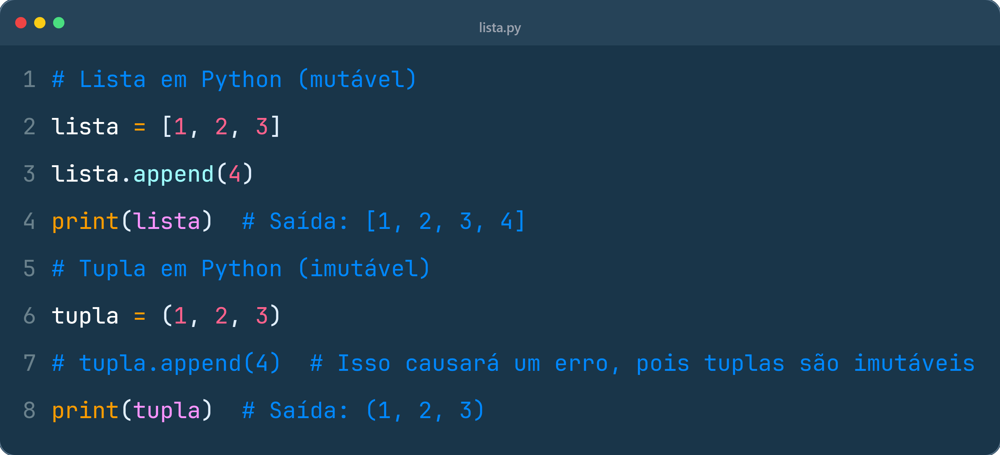 lista.py
1 # Lista em Python (mutável)
2 lista = [1, 2, 3]
3 lista.append(4)
4 print(lista)  # Saída: [1, 2, 3, 4]
5 # Tupla em Python (imutável)
6 tupla = (1, 2, 3)
7 # tupla.append(4)  # Isso causará um erro, pois tuplas são imutáveis
8 print(tupla)  # Saída: (1, 2, 3)